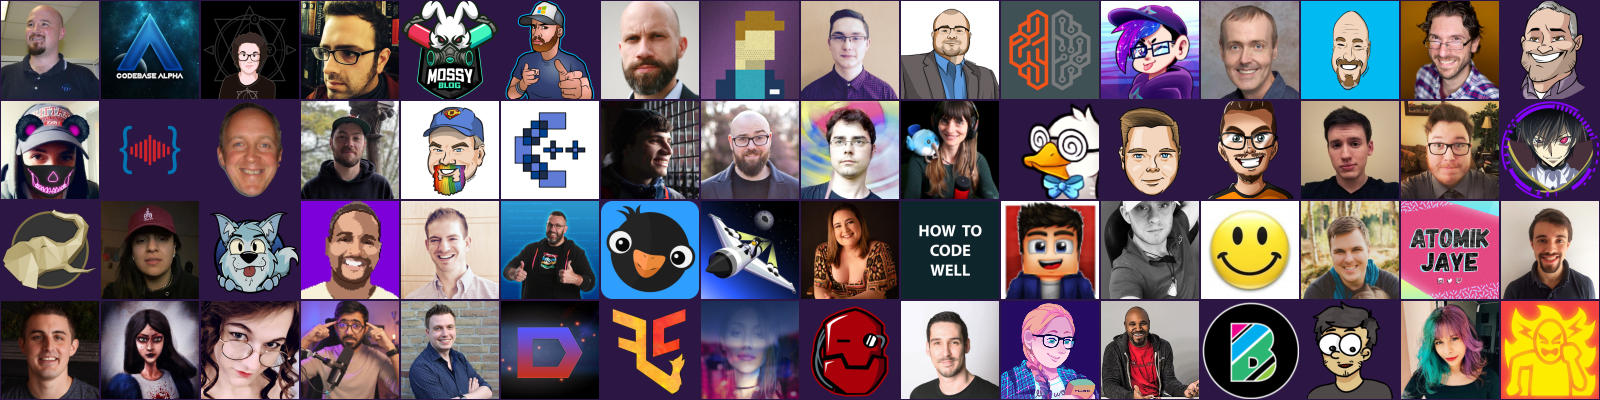 CODEBASE ALPHA
MOSSY
BLOG
HOW TO
CODE
WELL
ATOMIK
JAYE